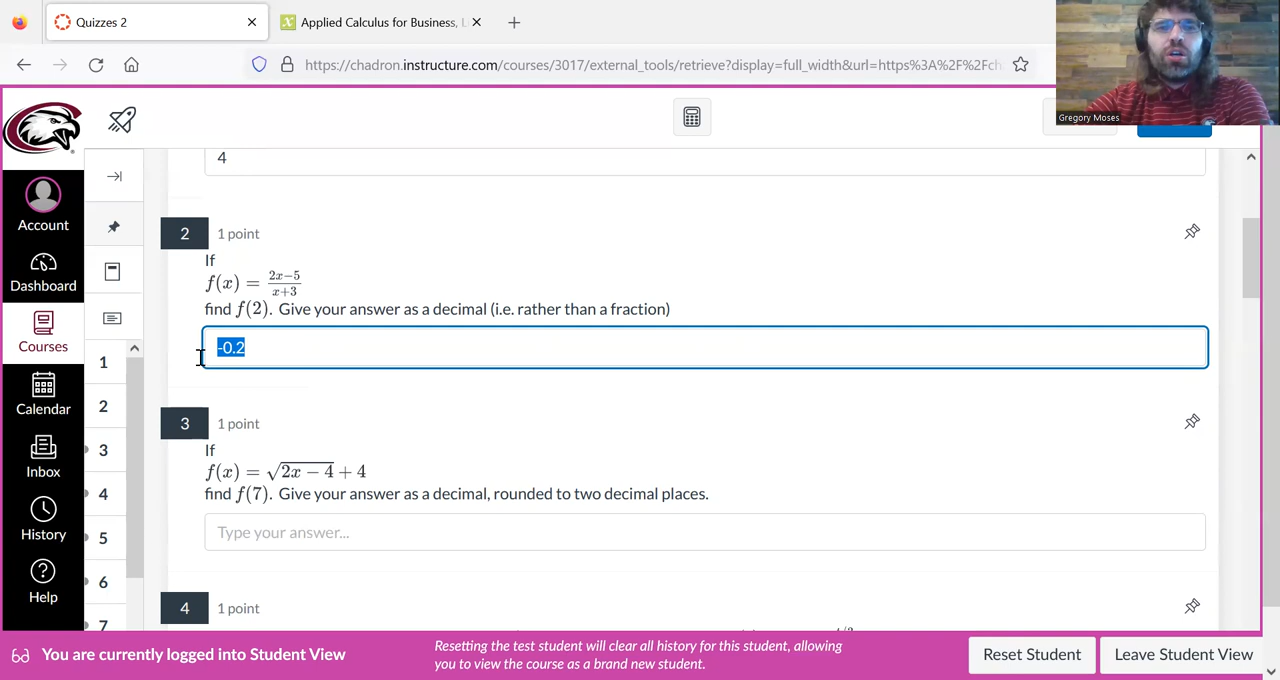 Quizzes 2
Applied Calculus for Business, L
https://chadron.instructure.com/courses/3017/external_tools/retrieve?display=full_width&url=https%3A%2F%2Fch
Gregory Moses
4
2 1 point
If
f(x) = 2x−5 / x+3
find f(2). Give your answer as a decimal (i.e. rather than a fraction)
-0.2
3 1 point
If
f(x) = √2x − 4 + 4
find f(7). Give your answer as a decimal, rounded to two decimal places.
Type your answer...
4 1 point
Account
Dashboard
Courses
Calendar
Inbox
History
Help
1
2
3
4
5
6
7
You are currently logged into Student View
Resetting the test student will clear all history for this student, allowing
you to view the course as a brand new student.
Reset Student
Leave Student View